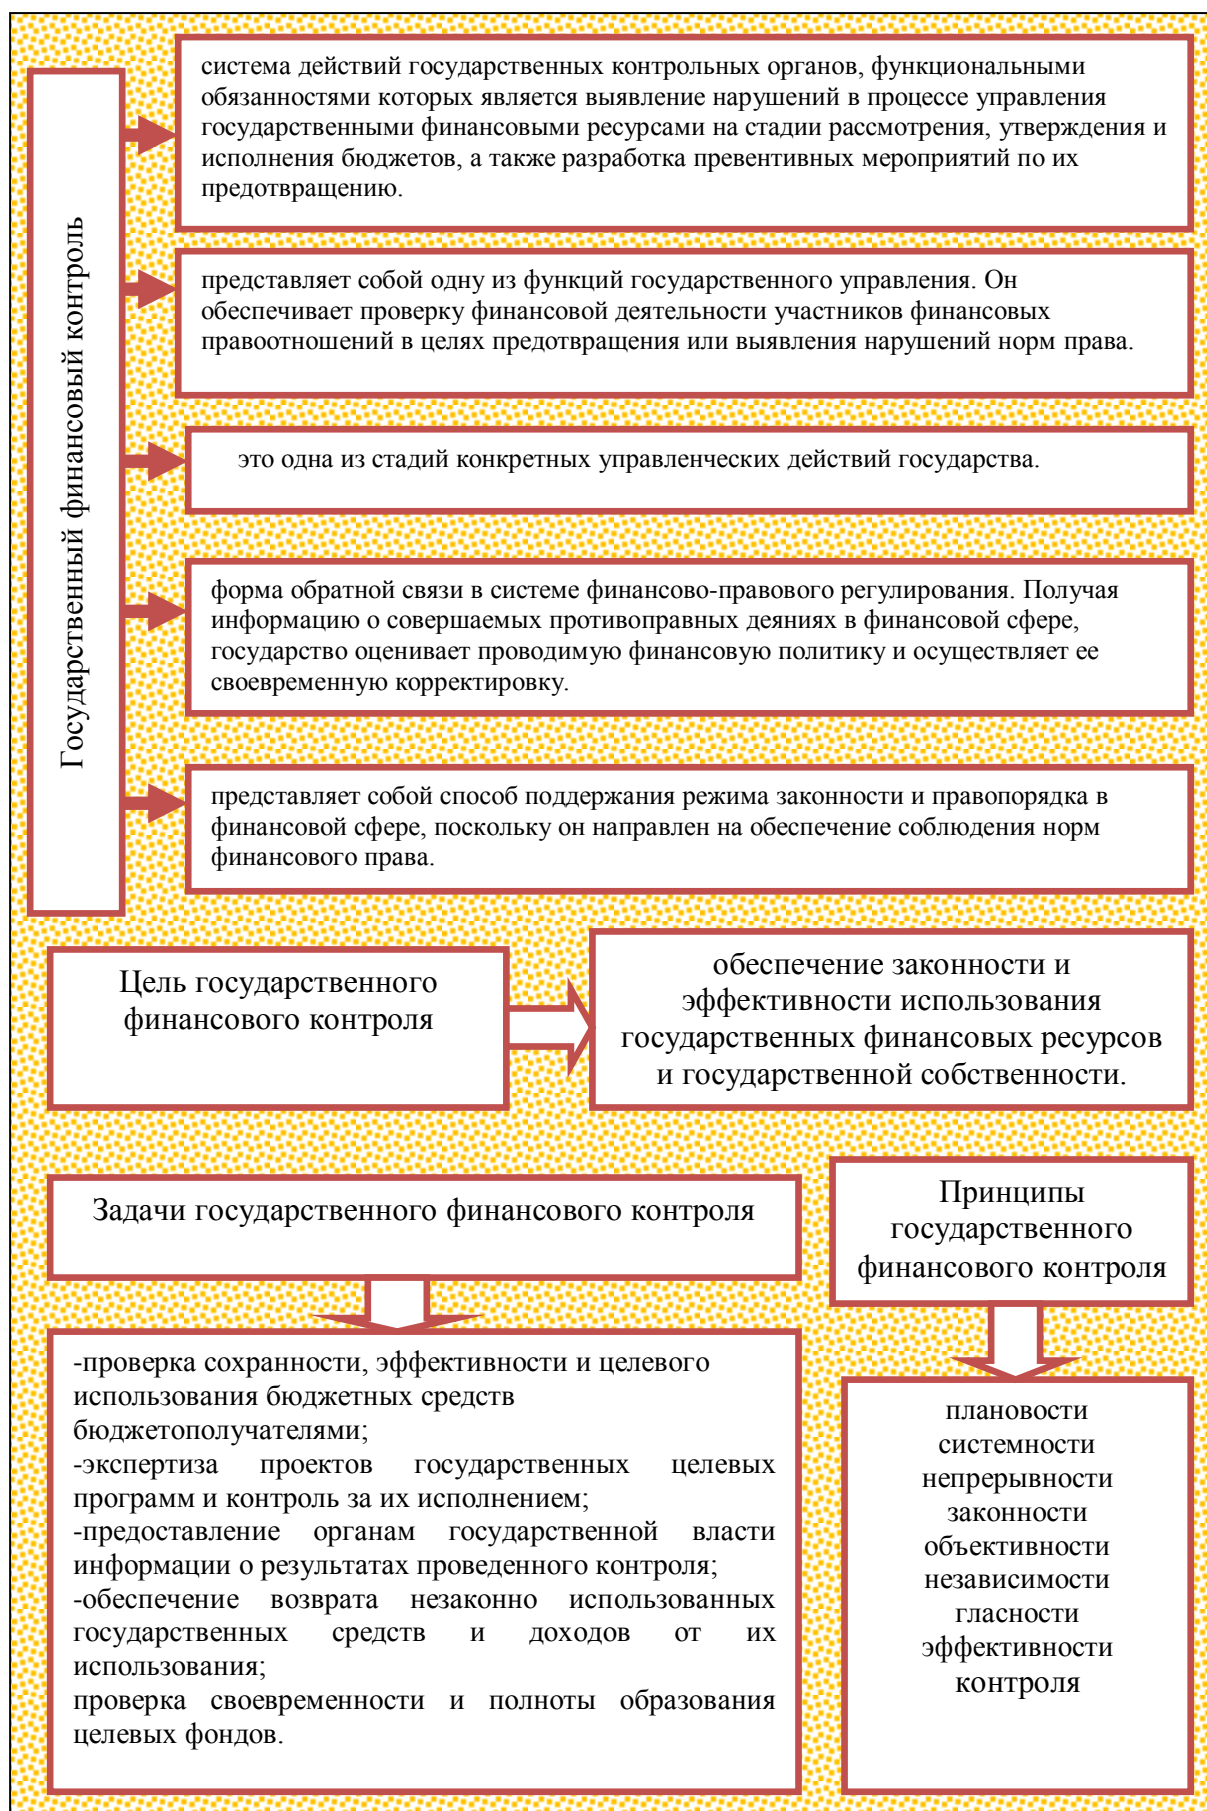 Государственный финансовый контроль
система действий государственных контрольных органов, функциональными
обязанностями которых является выявление нарушений в процессе управления
государственными финансовыми ресурсами на стадии рассмотрения, утверждения и
исполнения бюджетов, а также разработка превентивных мероприятий по их
предотвращению.
представляет собой одну из функций государственного управления. Он
обеспечивает проверку финансовой деятельности участников финансовых
правоотношений в целях предотвращения или выявления нарушений норм права.
это одна из стадий конкретных управленческих действий государства.
форма обратной связи в системе финансово-правового регулирования. Получая
информацию о совершаемых противоправных деяниях в финансовой сфере,
государство оценивает проводимую финансовую политику и осуществляет ее
своевременную корректировку.
представляет собой способ поддержания режима законности и правопорядка в
финансовой сфере, поскольку он направлен на обеспечение соблюдения норм
финансового права.
Цель государственного
финансового контроля
обеспечение законности и
эффективности использования
государственных финансовых ресурсов
и государственной собственности.
Задачи государственного финансового контроля
-проверка сохранности, эффективности и целевого
использования бюджетных средств
бюджетополучателями;
-экспертиза проектов государственных целевых
программ и контроль за их исполнением;
-предоставление органам государственной власти
информации о результатах проведенного контроля;
-обеспечение возврата незаконно использованных
государственных средств и доходов от их
использования;
проверка своевременности и полноты образования
целевых фондов.
Принципы
государственного
финансового контроля
плановости
системности
непрерывности
законности
объективности
независимости
гласности
эффективности
контроля